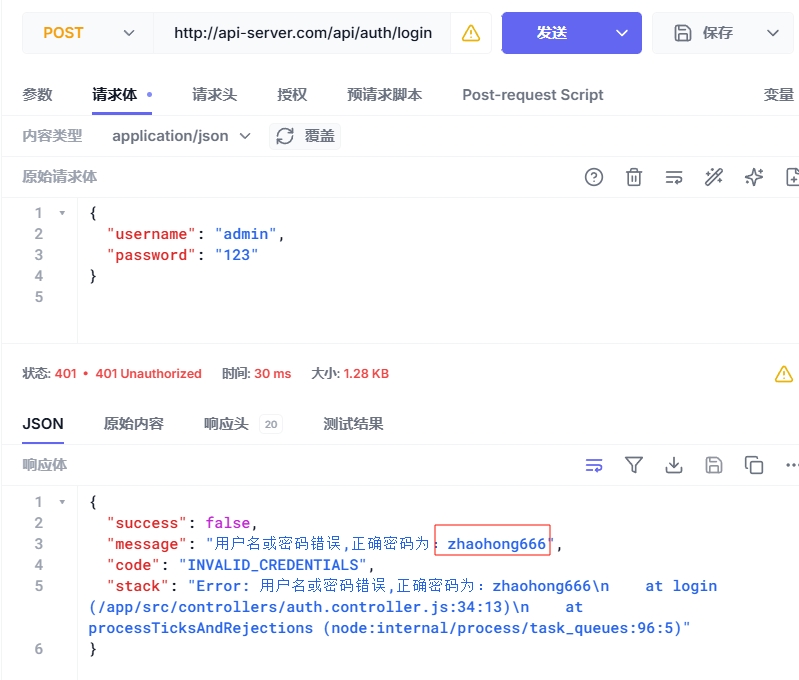 POST http://api-server.com/api/auth/login 发送 保存
参数 请求体 请求头 授权 预请求脚本 Post-request Script 变量
内容类型 application/json 覆盖
原始请求体
1 {
2 "username": "admin",
3 "password": "123"
4 }
5
状态: 401 • 401 Unauthorized 时间: 30 ms 大小: 1.28 KB
JSON 原始内容 响应头 20 测试结果
响应体
1 {
2 "success": false,
3 "message": "用户名或密码错误,正确密码为：zhaohong666",
4 "code": "INVALID_CREDENTIALS",
5 "stack": "Error: 用户名或密码错误,正确密码为：zhaohong666\n    at login
(/app/src/controllers/auth.controller.js:34:13)\n    at
processTicksAndRejections (node:internal/process/task_queues:96:5)"
6 }